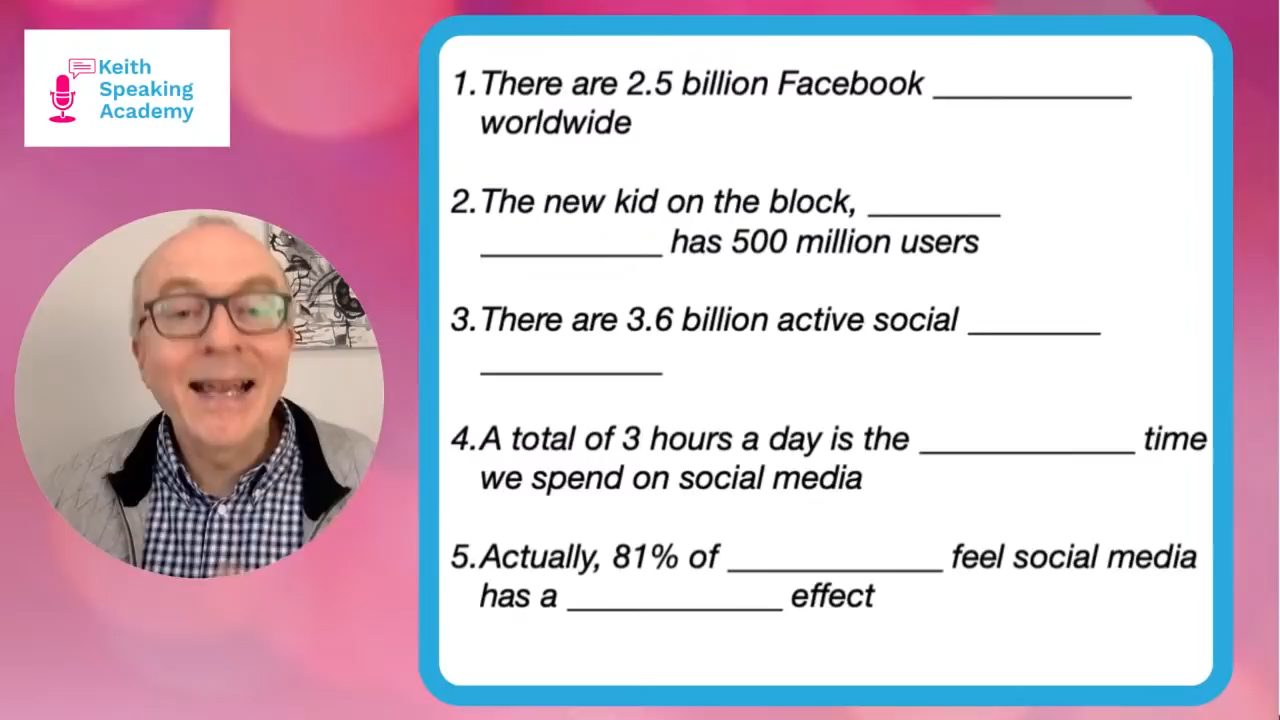 Keith
Speaking
Academy
1. There are 2.5 billion Facebook ____________
worldwide
2. The new kid on the block, ________
___________ has 500 million users
3. There are 3.6 billion active social ________
___________
4. A total of 3 hours a day is the _____________ time
we spend on social media
5. Actually, 81% of _____________ feel social media
has a _____________ effect